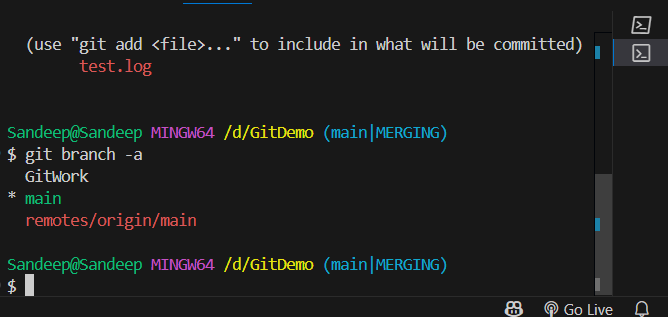 (use "git add <file>..." to include in what will be committed)
test.log
Sandeep@Sandeep MINGW64 /d/GitDemo (main|MERGING)
$ git branch -a
GitWork
* main
remotes/origin/main
Sandeep@Sandeep MINGW64 /d/GitDemo (main|MERGING)
$
Go Live